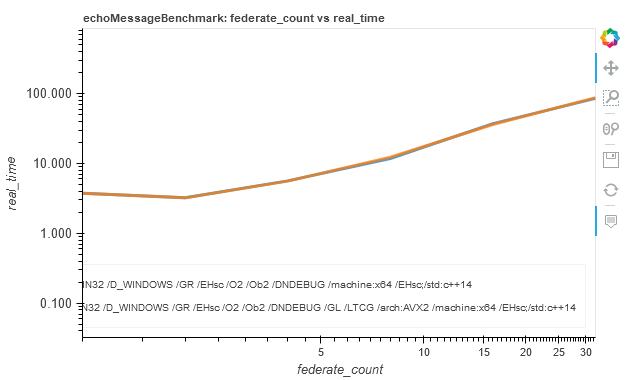 echoMessageBenchmark: federate_count vs real_time
100.000
10.000
1.000
0.100
real_time
IN32 /D_WINDOWS /GR /EHsc /O2 /Ob2 /DNDEBUG /machine:x64 /EHsc;/std:c++14
N32 /D_WINDOWS /GR /EHsc /O2 /Ob2 /DNDEBUG /GL /LTCG /arch:AVX2 /machine:x64 /EHsc;/std:c++14
5 10 15 20 25 30
federate_count